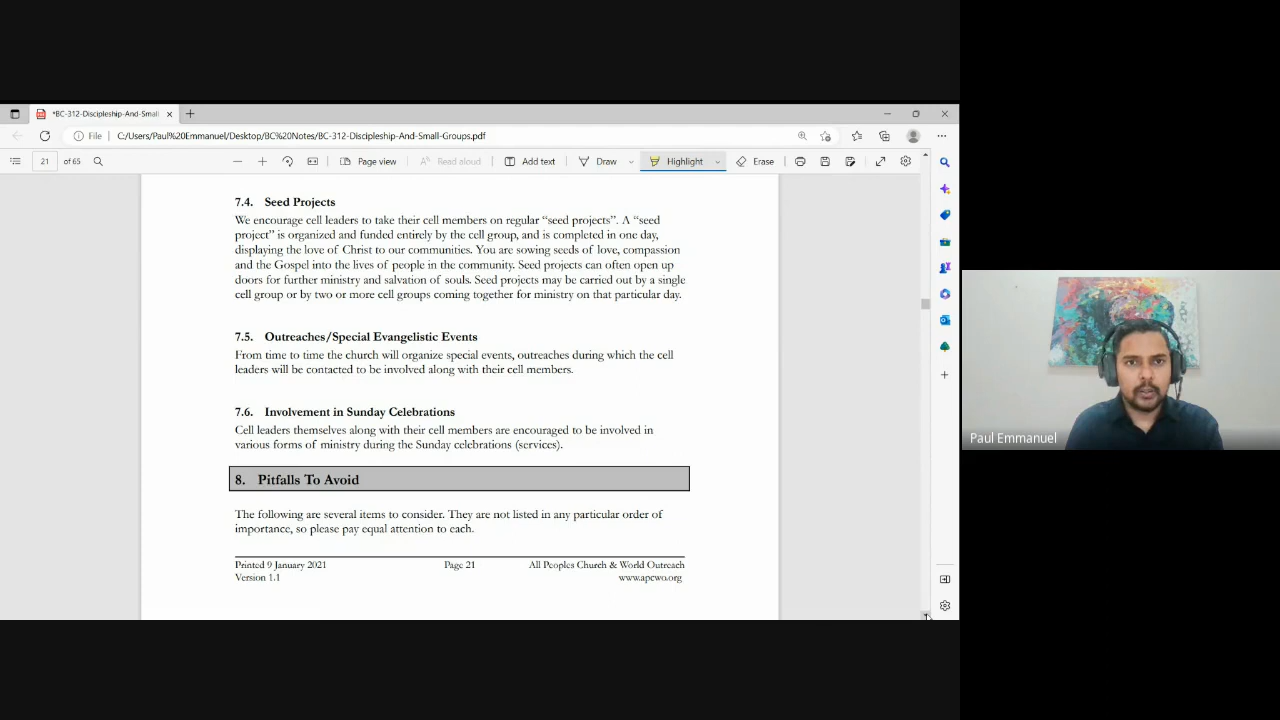 *BC-312-Discipleship-And-Small
File
C:/Users/Paul%20Emmanuel/Desktop/BC%20Notes/BC-312-Discipleship-And-Small-Groups.pdf
21 of 65
Page view
Read aloud
Add text
Draw
Highlight
Erase
7.4. Seed Projects
We encourage cell leaders to take their cell members on regular “seed projects”. A “seed
project” is organized and funded entirely by the cell group, and is completed in one day,
displaying the love of Christ to our communities. You are sowing seeds of love, compassion
and the Gospel into the lives of people in the community. Seed projects can often open up
doors for further ministry and salvation of souls. Seed projects may be carried out by a single
cell group or by two or more cell groups coming together for ministry on that particular day.
7.5. Outreaches/Special Evangelistic Events
From time to time the church will organize special events, outreaches during which the cell
leaders will be contacted to be involved along with their cell members.
7.6. Involvement in Sunday Celebrations
Cell leaders themselves along with their cell members are encouraged to be involved in
various forms of ministry during the Sunday celebrations (services).
8. Pitfalls To Avoid
The following are several items to consider. They are not listed in any particular order of
importance, so please pay equal attention to each.
Printed 9 January 2021 Page 21 All Peoples Church & World Outreach
Version 1.1 www.apcwo.org
Paul Emmanuel